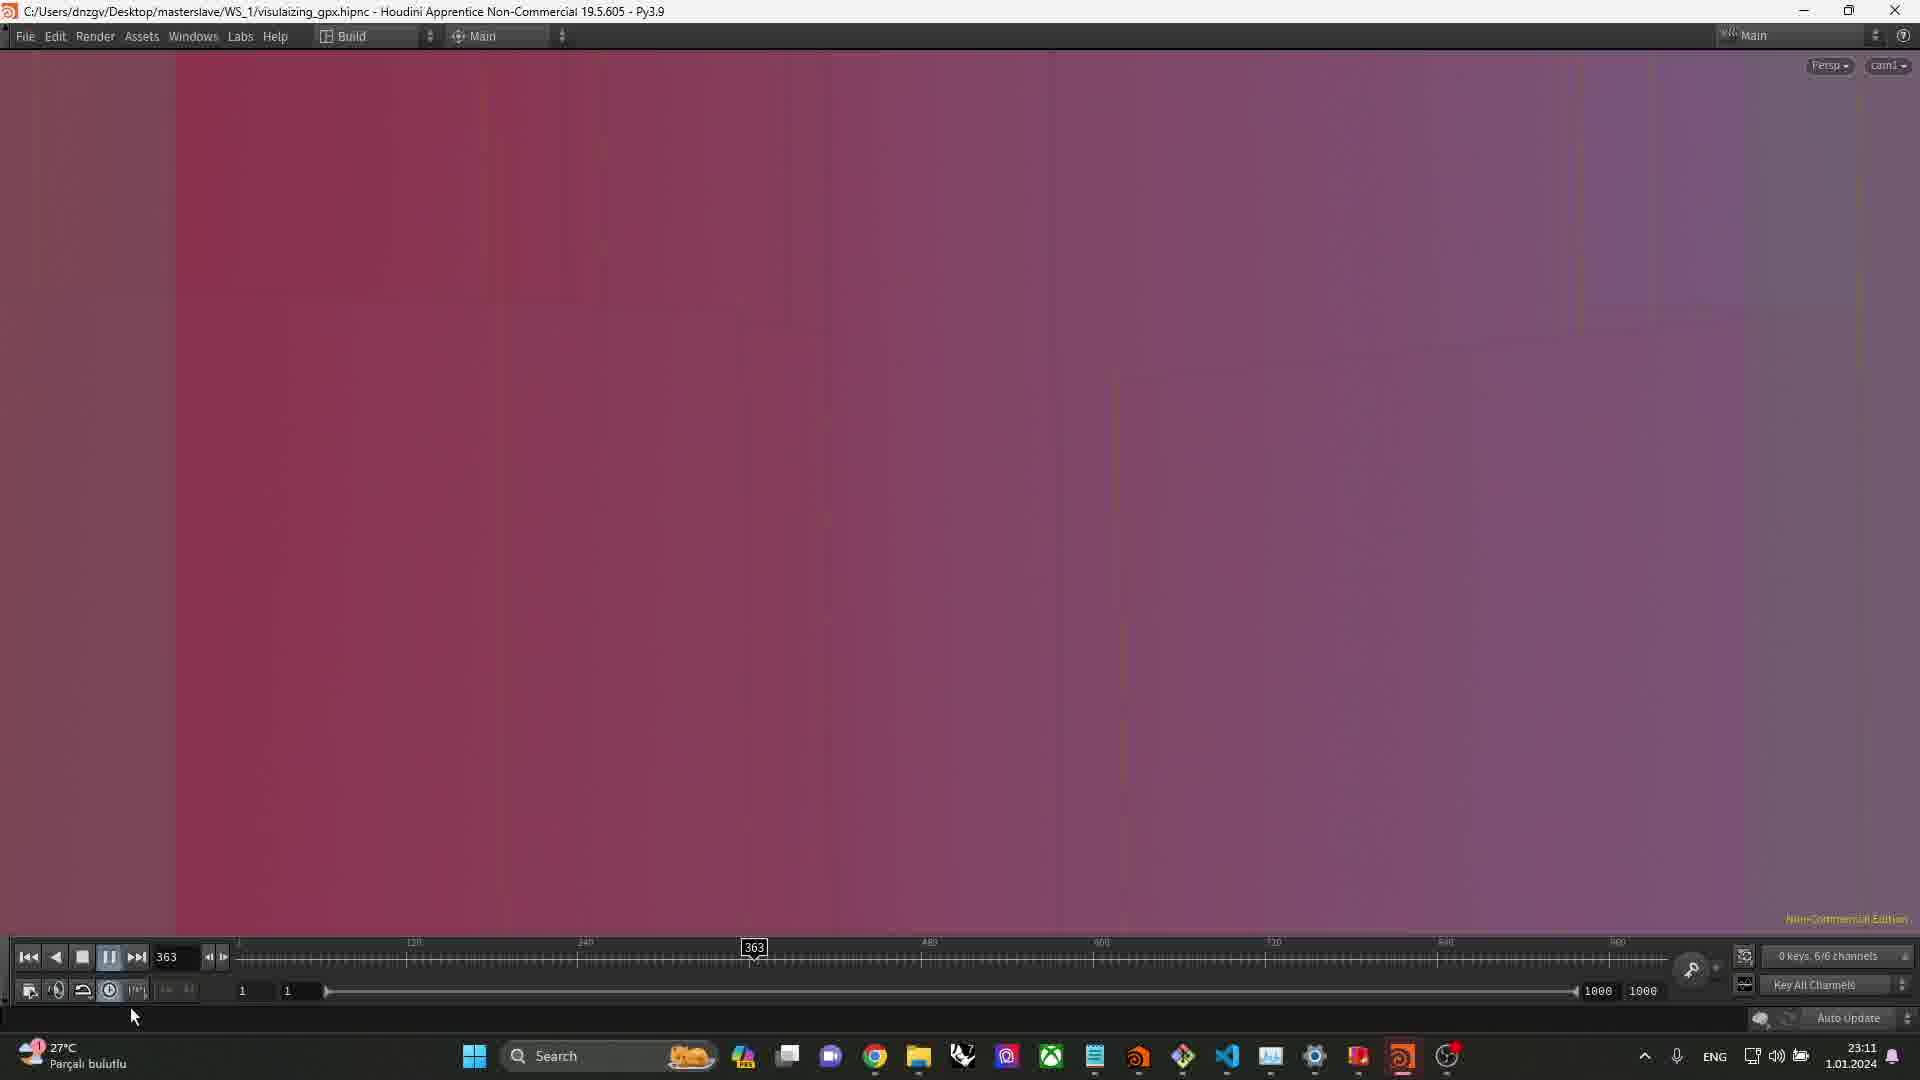 C:/Users/dnzgv/Desktop/masterslave/WS_1/visulaizing_gpx.hipnc - Houdini Apprentice Non-Commercial 19.5.605 - Py3.9
File Edit Render Assets Windows Labs Help Build Main Main
Persp cam1
Non-Commercial Edition
1 120 240 363 480 600 720 840 960
363 0 keys, 6/6 channels
1 1 1000 1000 Key All Channels
Auto Update
27°C
Parçalı bulutlu
Search
ENG
23:11
1.01.2024